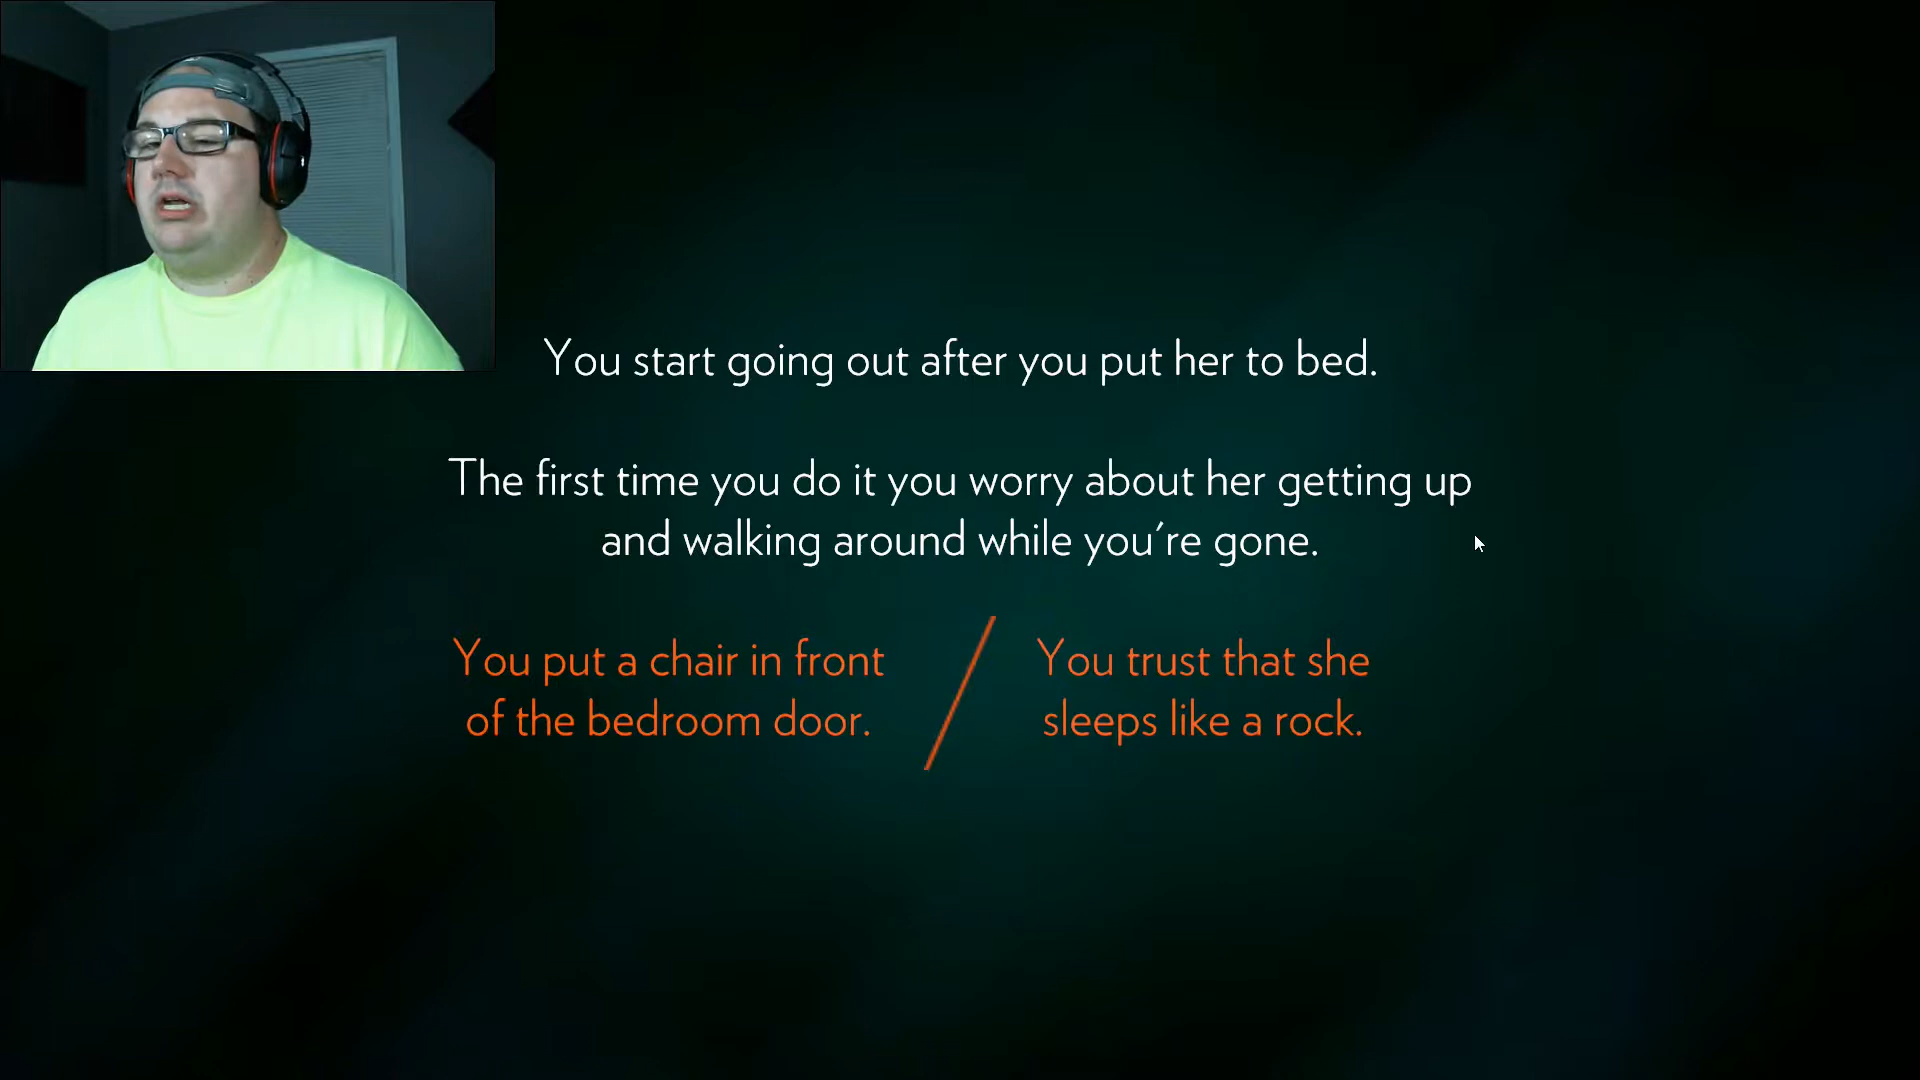 You start going out after you put her to bed.
The first time you do it you worry about her getting up
and walking around while you're gone.
You put a chair in front
of the bedroom door.
You trust that she
sleeps like a rock.